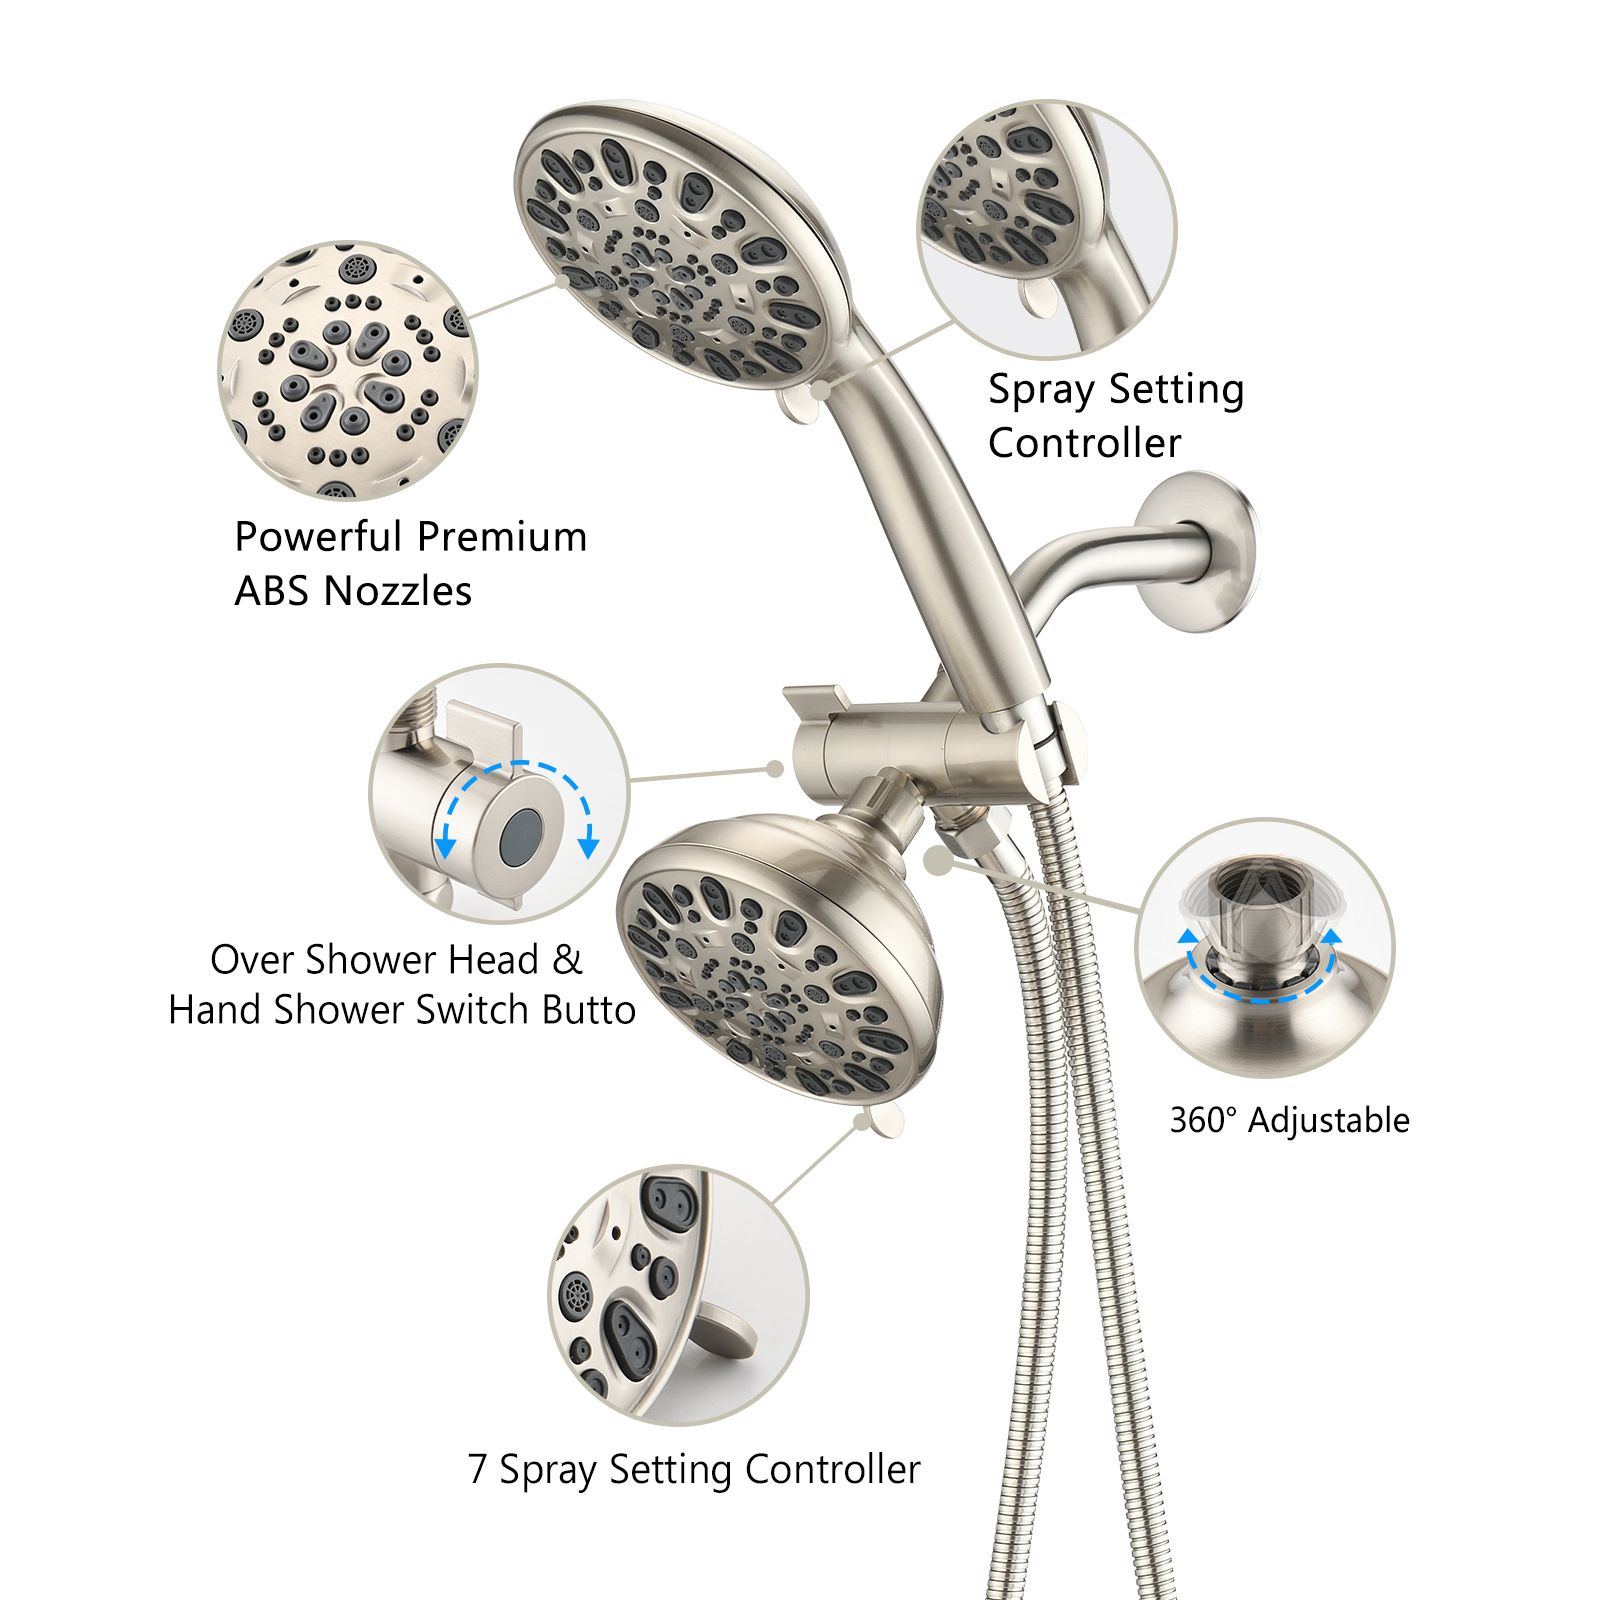 Spray Setting
Controller
Powerful Premium
ABS Nozzles
Over Shower Head &
Hand Shower Switch Butto
360° Adjustable
7 Spray Setting Controller